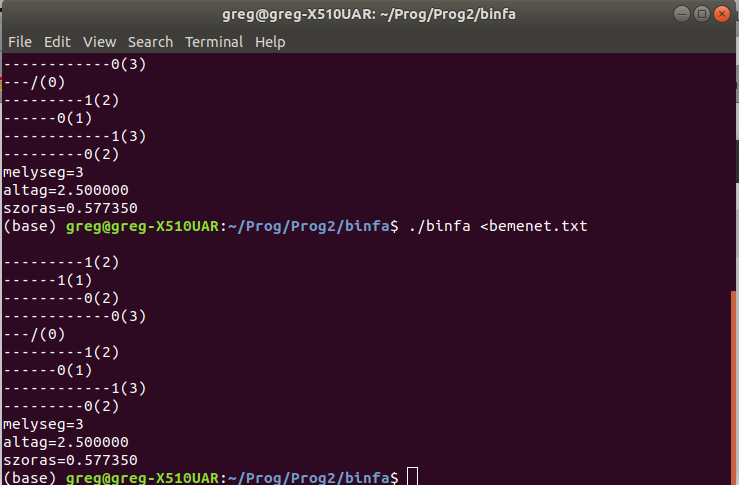 greg@greg-X510UAR: ~/Prog/Prog2/binfa
File Edit View Search Terminal Help
------------0(3)
---/(0)
---------1(2)
------0(1)
------------1(3)
---------0(2)
melyseg=3
altag=2.500000
szoras=0.577350
(base) greg@greg-X510UAR:~/Prog/Prog2/binfa$ ./binfa <bemenet.txt
---------1(2)
------1(1)
---------0(2)
------------0(3)
---/(0)
---------1(2)
------0(1)
------------1(3)
---------0(2)
melyseg=3
altag=2.500000
szoras=0.577350
(base) greg@greg-X510UAR:~/Prog/Prog2/binfa$